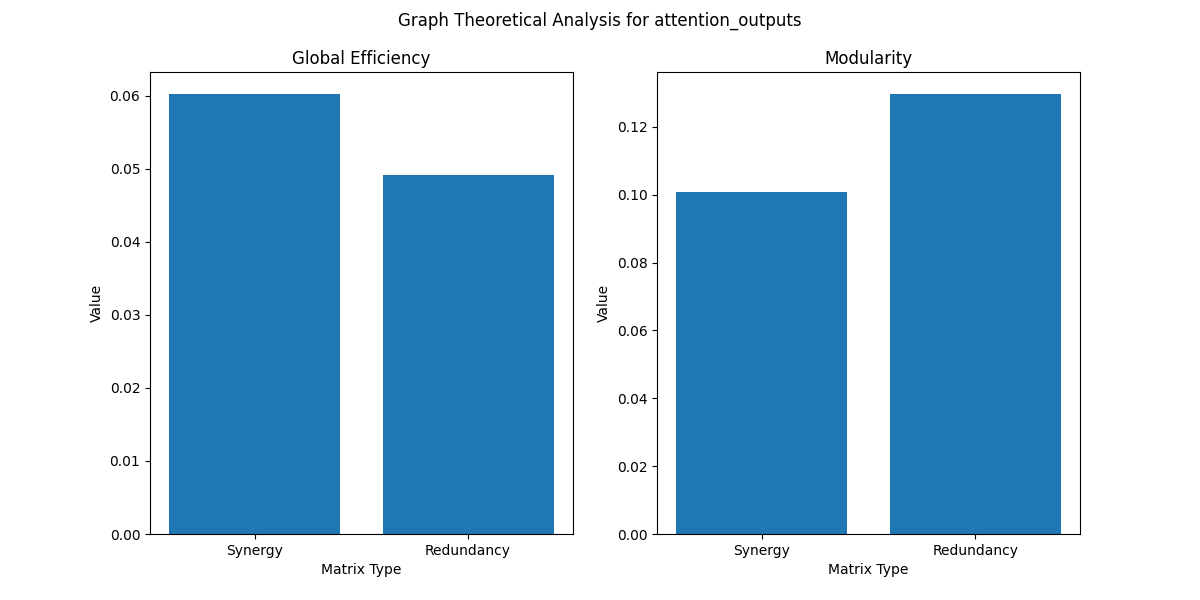 Graph Theoretical Analysis for attention_outputs
Global Efficiency
Value
0.06
0.05
0.04
0.03
0.02
0.01
0.00
Synergy Redundancy
Matrix Type
Modularity
Value
0.12
0.10
0.08
0.06
0.04
0.02
0.00
Synergy Redundancy
Matrix Type